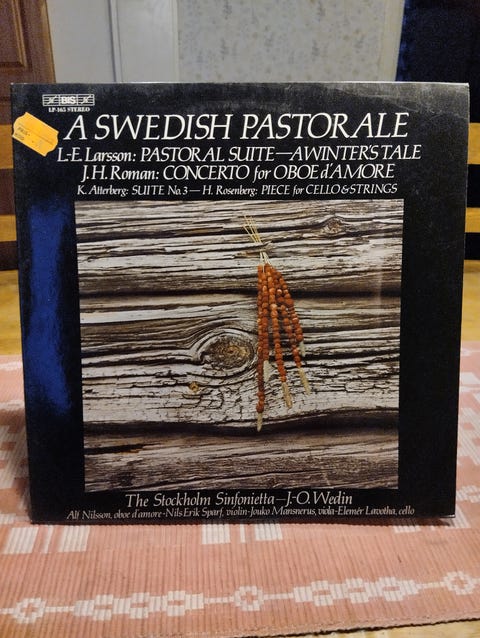 BIS
LP-165 STEREO
A SWEDISH PASTORALE
L-E. Larsson: PASTORAL SUITE—A WINTER'S TALE
J.H. Roman: CONCERTO for OBOE d'AMORE
K. Atterberg: SUITE No. 3 — H. Rosenberg: PIECE for CELLO & STRINGS
The Stockholm Sinfonietta—J.-O. Wedin
Alf Nilsson, oboe d'amore·Nils Erik Sparf, violin·Jouko Mansnerus, viola·Elemér Lavotha, cello